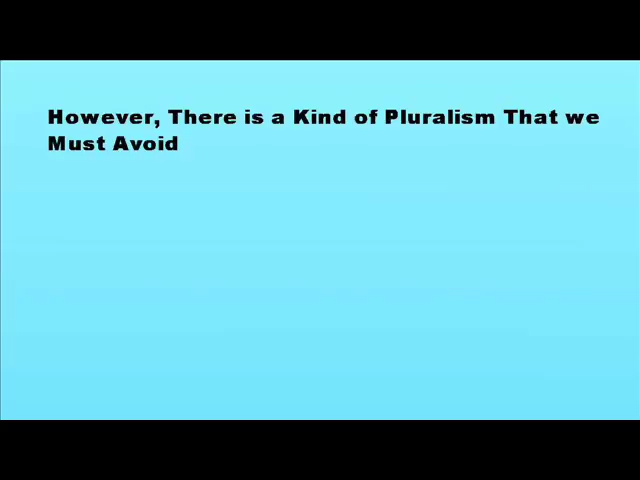 However, There is a Kind of Pluralism That we
Must Avoid